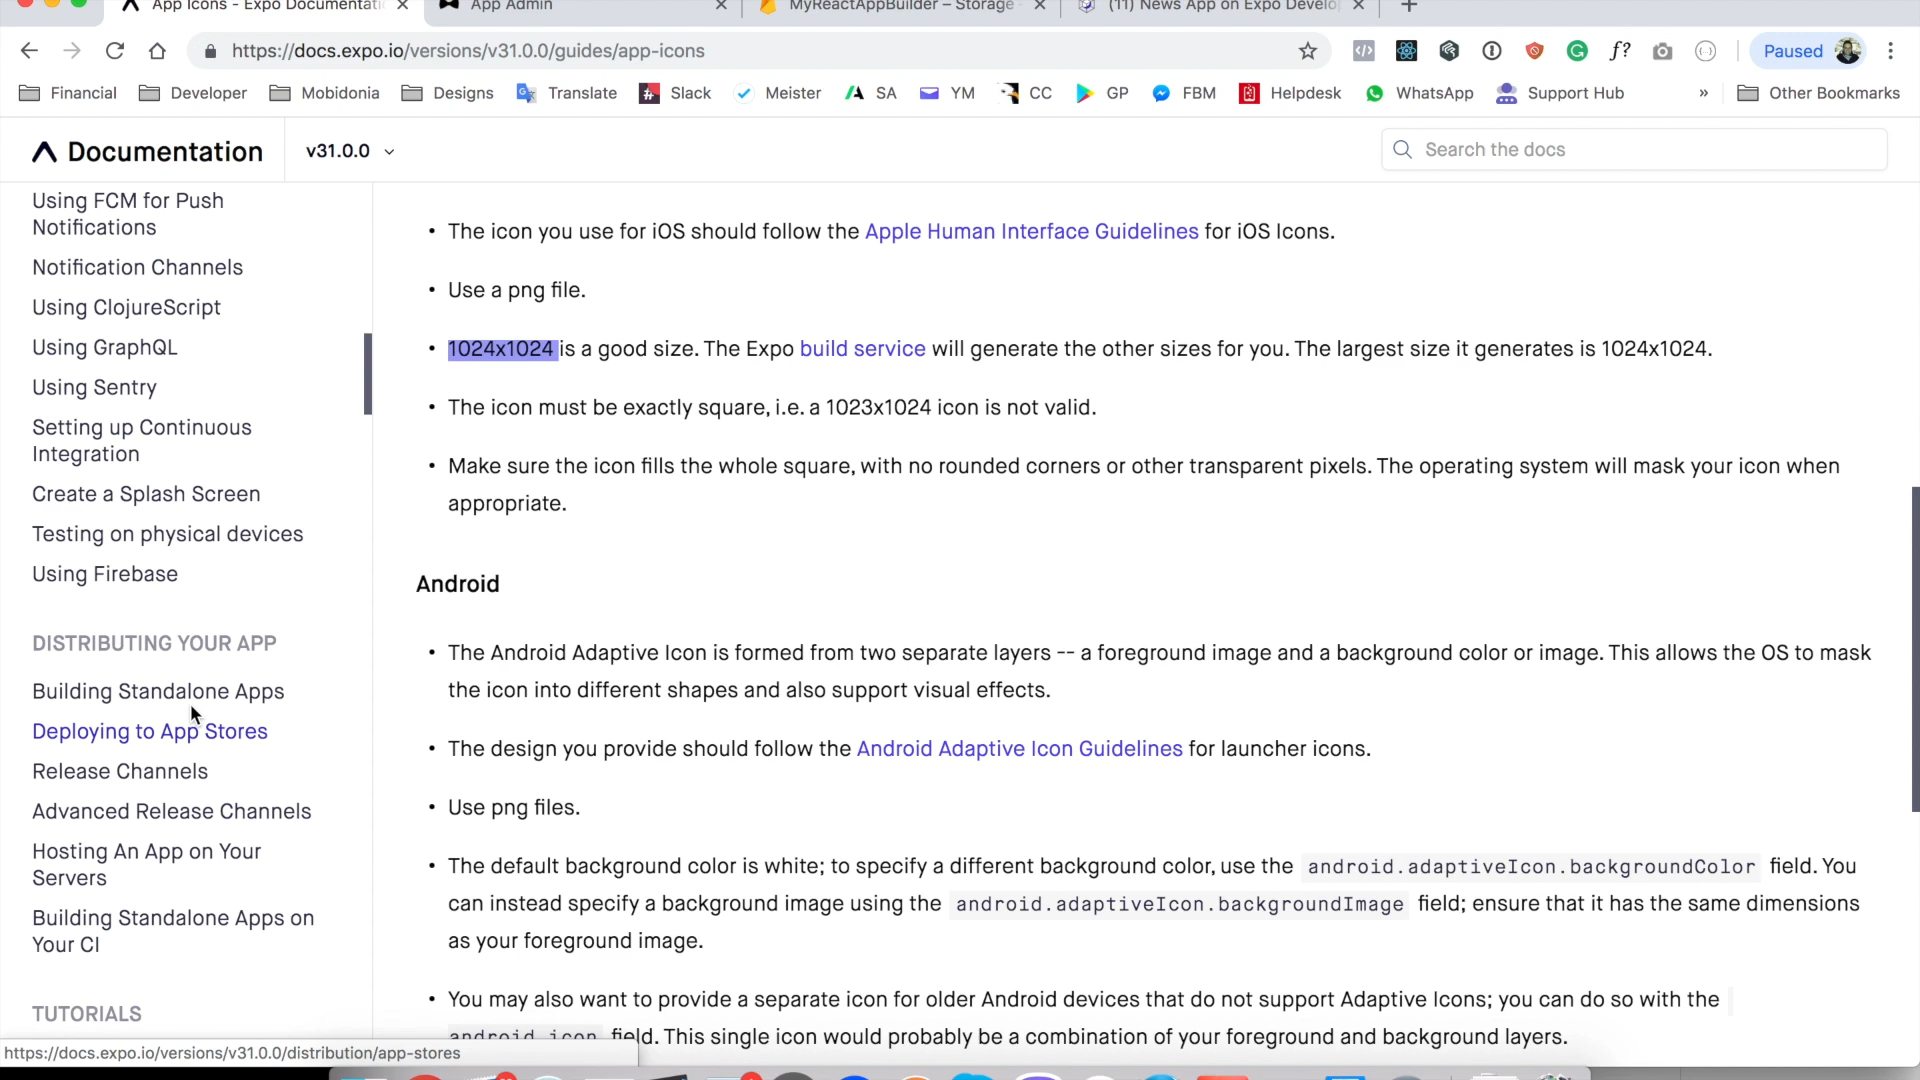 App Icons - Expo Documentati
App Admin
MyReactAppBuilder – Storage
(11) News App on Expo Develop
https://docs.expo.io/versions/v31.0.0/guides/app-icons
Paused
Financial
Developer
Mobidonia
Designs
Translate
Slack
Meister
SA
YM
CC
GP
FBM
Helpdesk
WhatsApp
Support Hub
»
Other Bookmarks
Documentation
v31.0.0
Search the docs
Using FCM for Push
Notifications
Notification Channels
Using ClojureScript
Using GraphQL
Using Sentry
Setting up Continuous
Integration
Create a Splash Screen
Testing on physical devices
Using Firebase
DISTRIBUTING YOUR APP
Building Standalone Apps
Deploying to App Stores
Release Channels
Advanced Release Channels
Hosting An App on Your
Servers
Building Standalone Apps on
Your CI
TUTORIALS
• The icon you use for iOS should follow the Apple Human Interface Guidelines for iOS Icons.
• Use a png file.
• 1024x1024 is a good size. The Expo build service will generate the other sizes for you. The largest size it generates is 1024x1024.
• The icon must be exactly square, i.e. a 1023x1024 icon is not valid.
• Make sure the icon fills the whole square, with no rounded corners or other transparent pixels. The operating system will mask your icon when
appropriate.
Android
• The Android Adaptive Icon is formed from two separate layers -- a foreground image and a background color or image. This allows the OS to mask
the icon into different shapes and also support visual effects.
• The design you provide should follow the Android Adaptive Icon Guidelines for launcher icons.
• Use png files.
• The default background color is white; to specify a different background color, use the android.adaptiveIcon.backgroundColor field. You
can instead specify a background image using the android.adaptiveIcon.backgroundImage field; ensure that it has the same dimensions
as your foreground image.
• You may also want to provide a separate icon for older Android devices that do not support Adaptive Icons; you can do so with the
android.icon field. This single icon would probably be a combination of your foreground and background layers.
https://docs.expo.io/versions/v31.0.0/distribution/app-stores